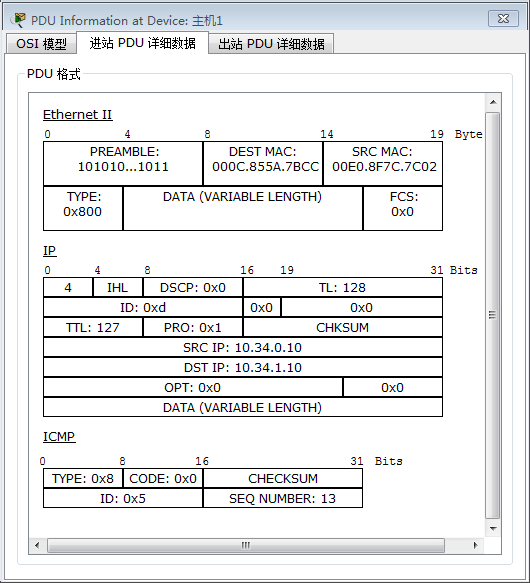 PDU Information at Device: 主机1
OSI 模型 进站 PDU 详细数据 出站 PDU 详细数据
PDU 格式
Ethernet II
0 4 8 14 19 Byte
PREAMBLE: DEST MAC: SRC MAC:
101010...1011 000C.855A.7BCC 00E0.8F7C.7C02
TYPE: DATA (VARIABLE LENGTH) FCS:
0x800 0x0
IP
0 4 8 16 19 31 Bits
4 IHL DSCP: 0x0 TL: 128
ID: 0xd 0x0 0x0
TTL: 127 PRO: 0x1 CHKSUM
SRC IP: 10.34.0.10
DST IP: 10.34.1.10
OPT: 0x0 0x0
DATA (VARIABLE LENGTH)
ICMP
0 8 16 31 Bits
TYPE: 0x8 CODE: 0x0 CHECKSUM
ID: 0x5 SEQ NUMBER: 13